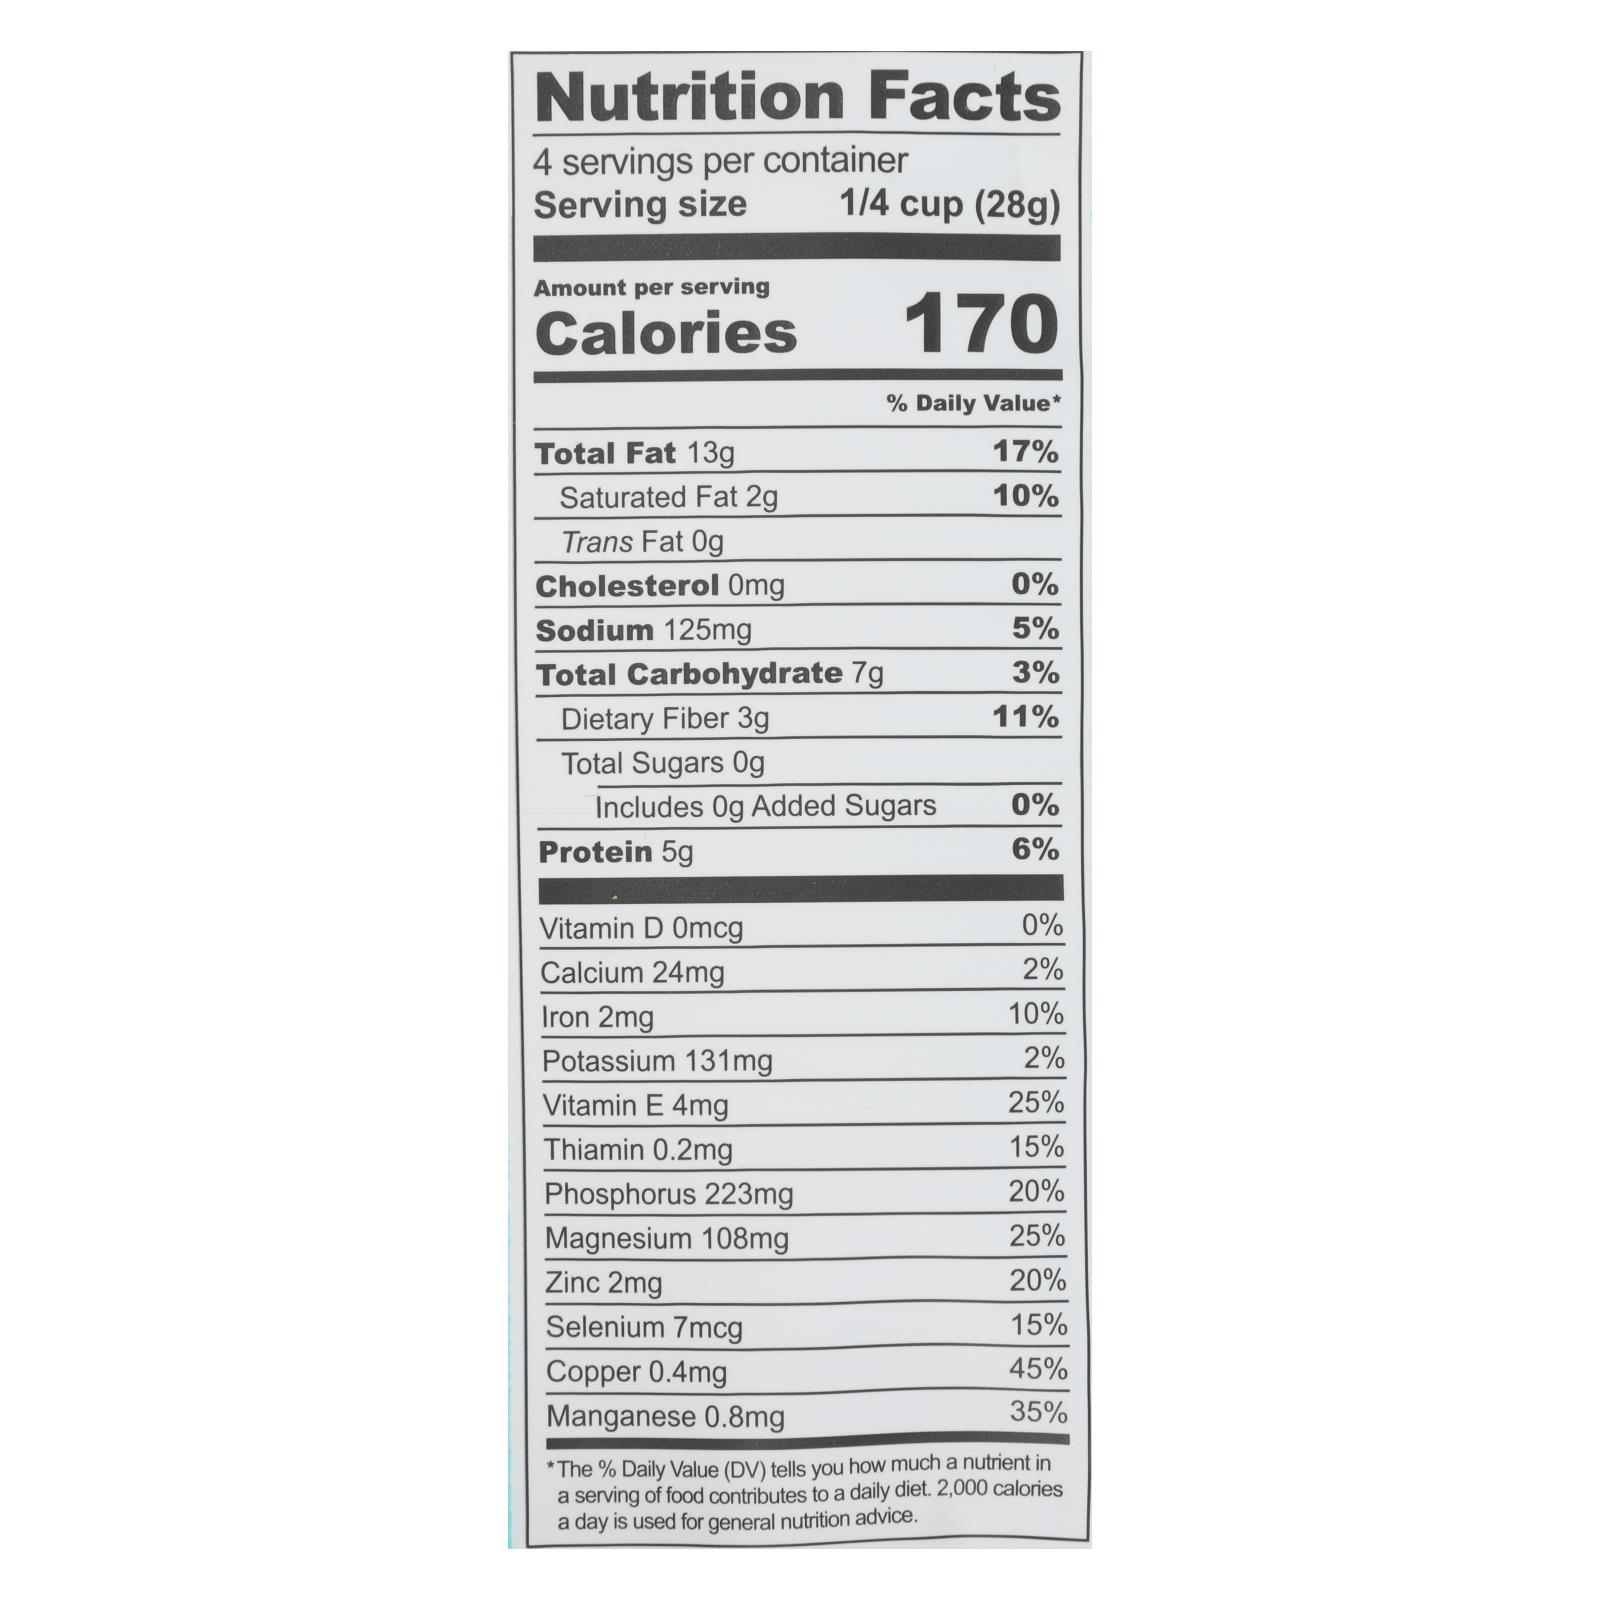 Nutrition Facts
4 servings per container
Serving size 1/4 cup (28g)
Amount per serving
Calories 170
% Daily Value*
Total Fat 13g 17%
Saturated Fat 2g 10%
Trans Fat 0g
Cholesterol 0mg 0%
Sodium 125mg 5%
Total Carbohydrate 7g 3%
Dietary Fiber 3g 11%
Total Sugars 0g
Includes 0g Added Sugars 0%
Protein 5g 6%
Vitamin D 0mcg 0%
Calcium 24mg 2%
Iron 2mg 10%
Potassium 131mg 2%
Vitamin E 4mg 25%
Thiamin 0.2mg 15%
Phosphorus 223mg 20%
Magnesium 108mg 25%
Zinc 2mg 20%
Selenium 7mcg 15%
Copper 0.4mg 45%
Manganese 0.8mg 35%
*The % Daily Value (DV) tells you how much a nutrient in
a serving of food contributes to a daily diet. 2,000 calories
a day is used for general nutrition advice.